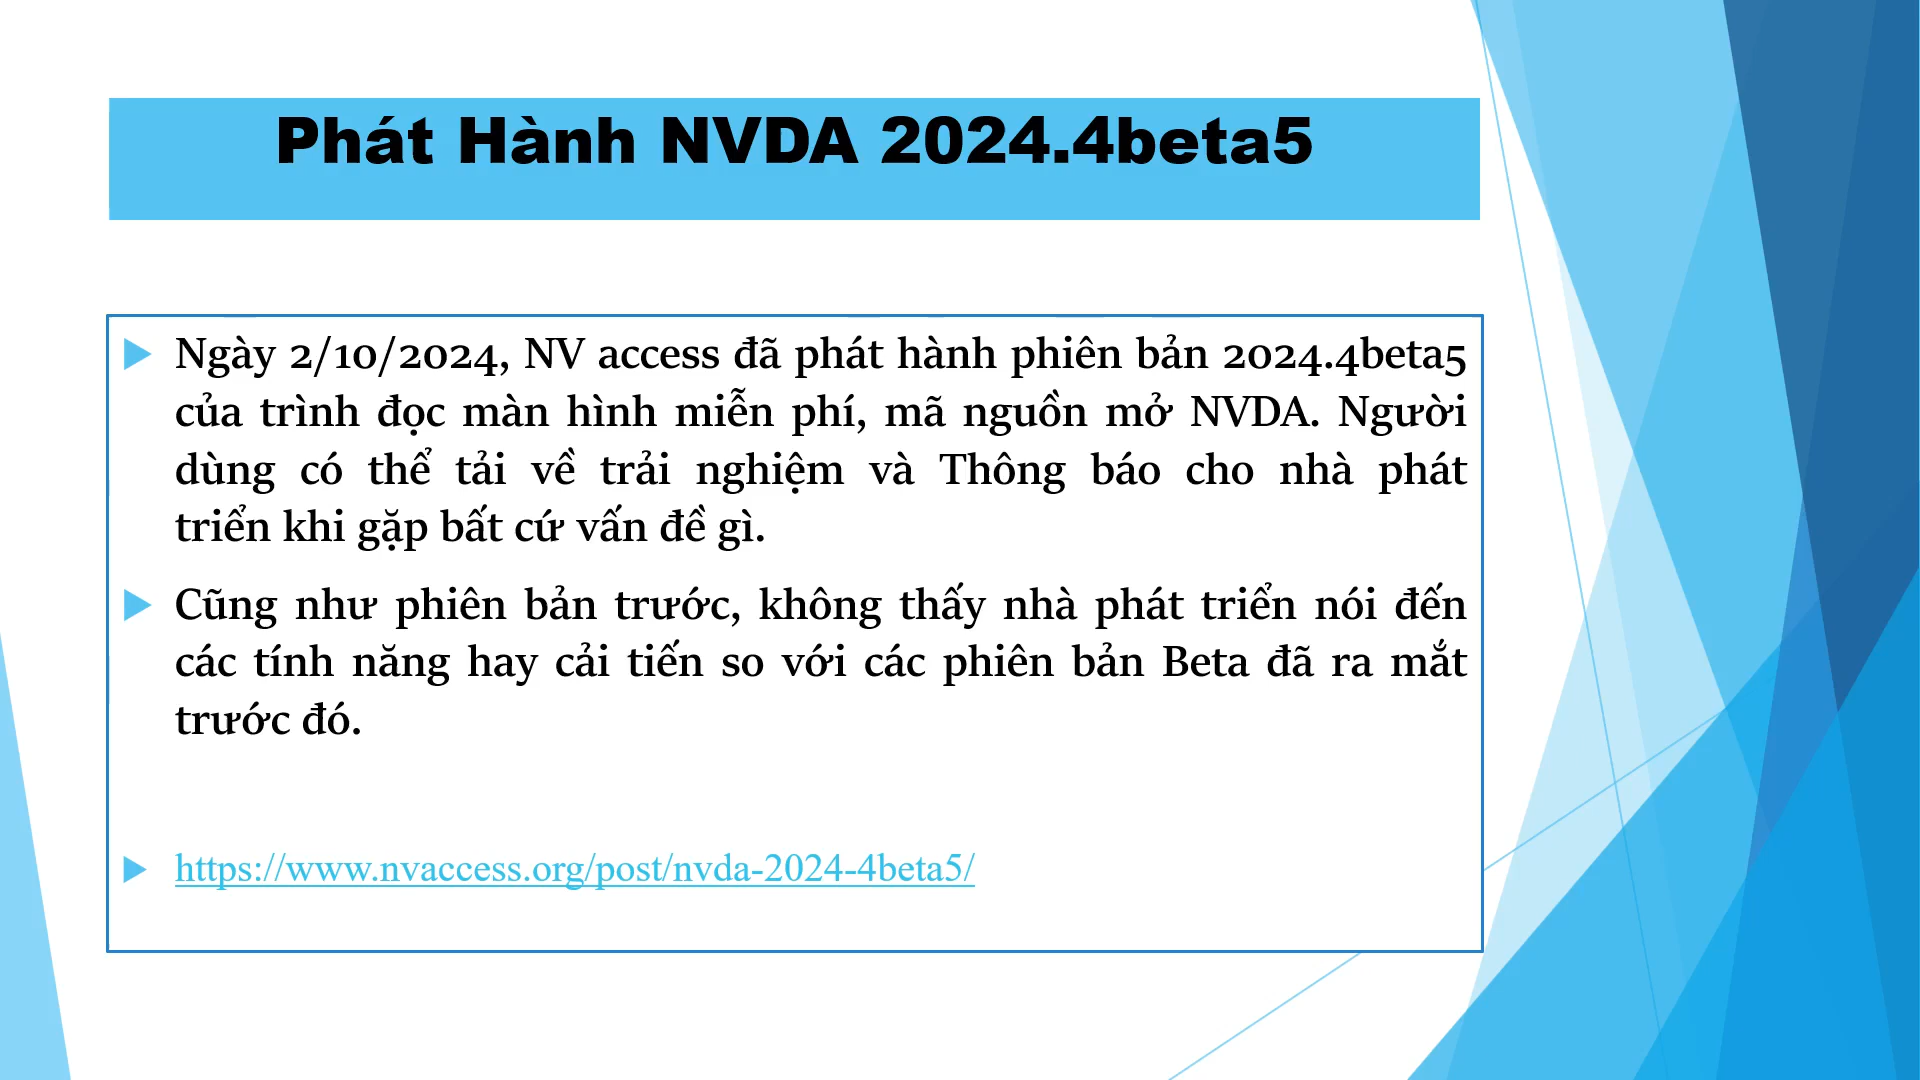 Phát Hành NVDA 2024.4beta5
Ngày 2/10/2024, NV access đã phát hành phiên bản 2024.4beta5
của trình đọc màn hình miễn phí, mã nguồn mở NVDA. Người
dùng có thể tải về trải nghiệm và Thông báo cho nhà phát
triển khi gặp bất cứ vấn đề gì.
Cũng như phiên bản trước, không thấy nhà phát triển nói đến
các tính năng hay cải tiến so với các phiên bản Beta đã ra mắt
trước đó.
https://www.nvaccess.org/post/nvda-2024-4beta5/